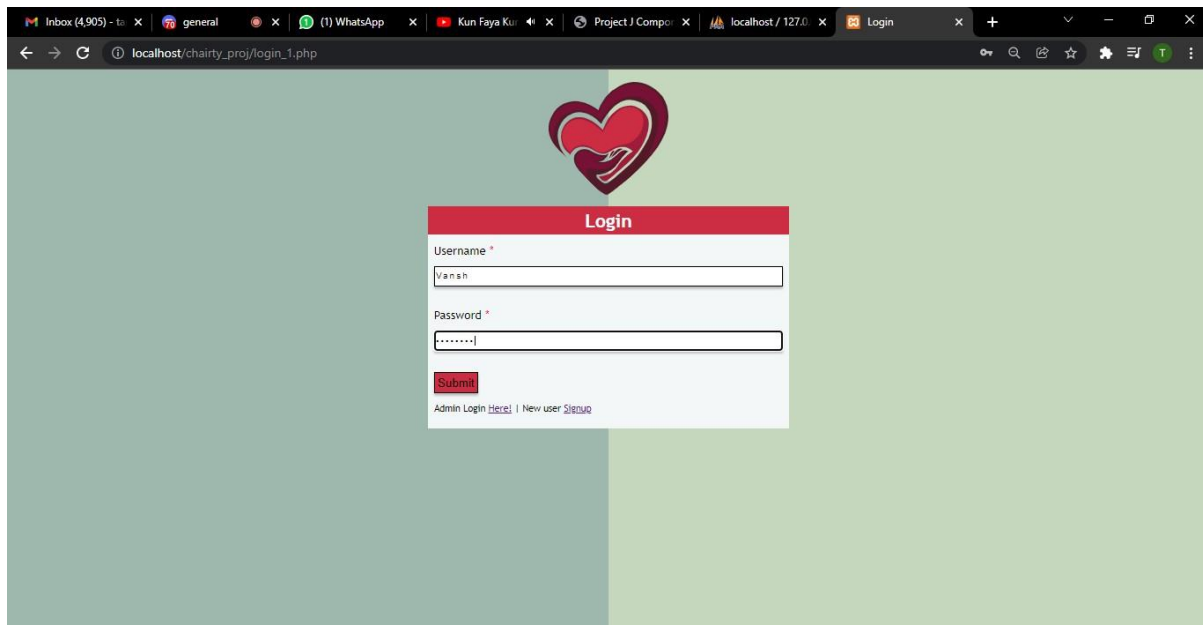 Inbox (4,905) - ta
70 general
(1) WhatsApp
Kun Faya Kun
Project J Compor
localhost / 127.0.
Login
localhost/chairty_proj/login_1.php
T
Login
Username *
Vansh
Password *
........
Submit
Admin Login Here! | New user Signup